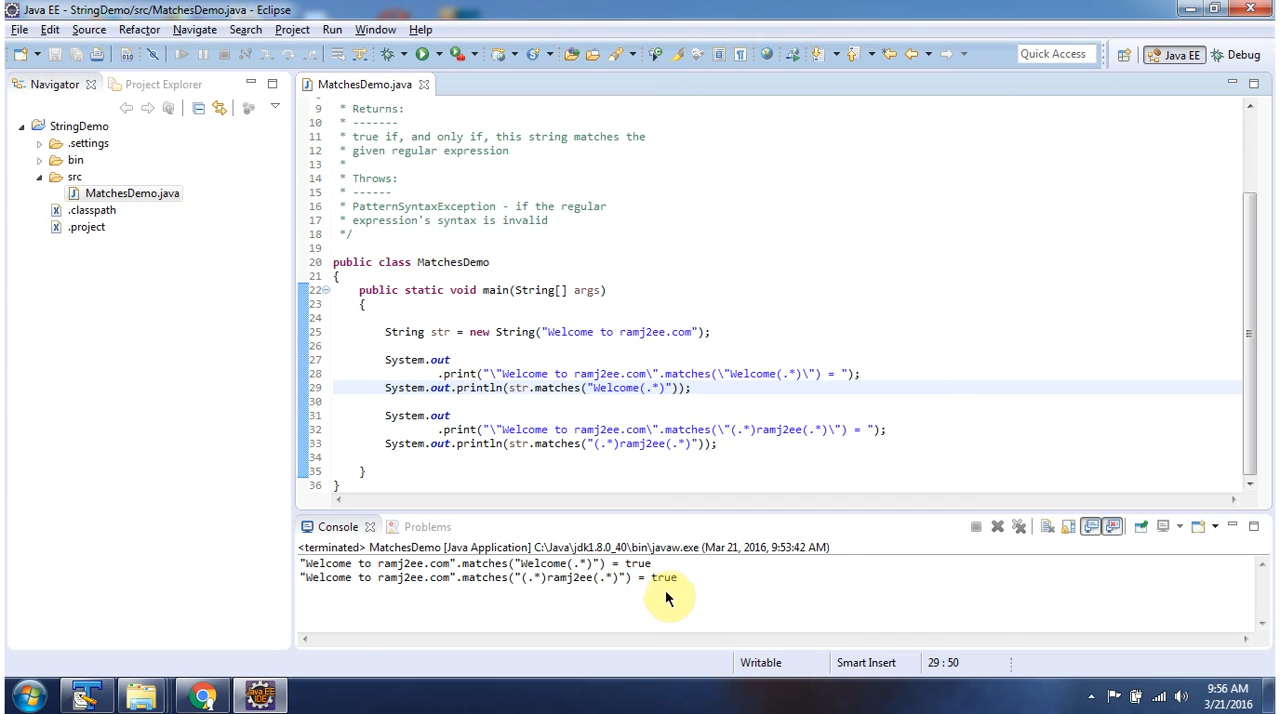 Java EE - StringDemo/src/MatchesDemo.java - Eclipse
File Edit Source Refactor Navigate Search Project Run Window Help
Quick Access
Java EE
Debug
Navigator
Project Explorer
StringDemo
.settings
bin
src
MatchesDemo.java
.classpath
.project
MatchesDemo.java
9 * Returns:
10 * -------
11 * true if, and only if, this string matches the
12 * given regular expression
13 *
14 * Throws:
15 * ------
16 * PatternSyntaxException - if the regular
17 * expression's syntax is invalid
18 */
19
20 public class MatchesDemo
21 {
22 public static void main(String[] args)
23 {
24
25 String str = new String("Welcome to ramj2ee.com");
26
27 System.out
28 .print("\"Welcome to ramj2ee.com\".matches(\"Welcome(.*)\") = ");
29 System.out.println(str.matches("Welcome(.*)"));
30
31 System.out
32 .print("\"Welcome to ramj2ee.com\".matches(\"(.*)ramj2ee(.*)\") = ");
33 System.out.println(str.matches("(.*)ramj2ee(.*)"));
34
35 }
36 }
Console
Problems
<terminated> MatchesDemo [Java Application] C:\Java\jdk1.8.0_40\bin\javaw.exe (Mar 21, 2016, 9:53:42 AM)
"Welcome to ramj2ee.com".matches("Welcome(.*)") = true
"Welcome to ramj2ee.com".matches("(.*)ramj2ee(.*)") = true
Writable
Smart Insert
29 : 50
9:56 AM
3/21/2016